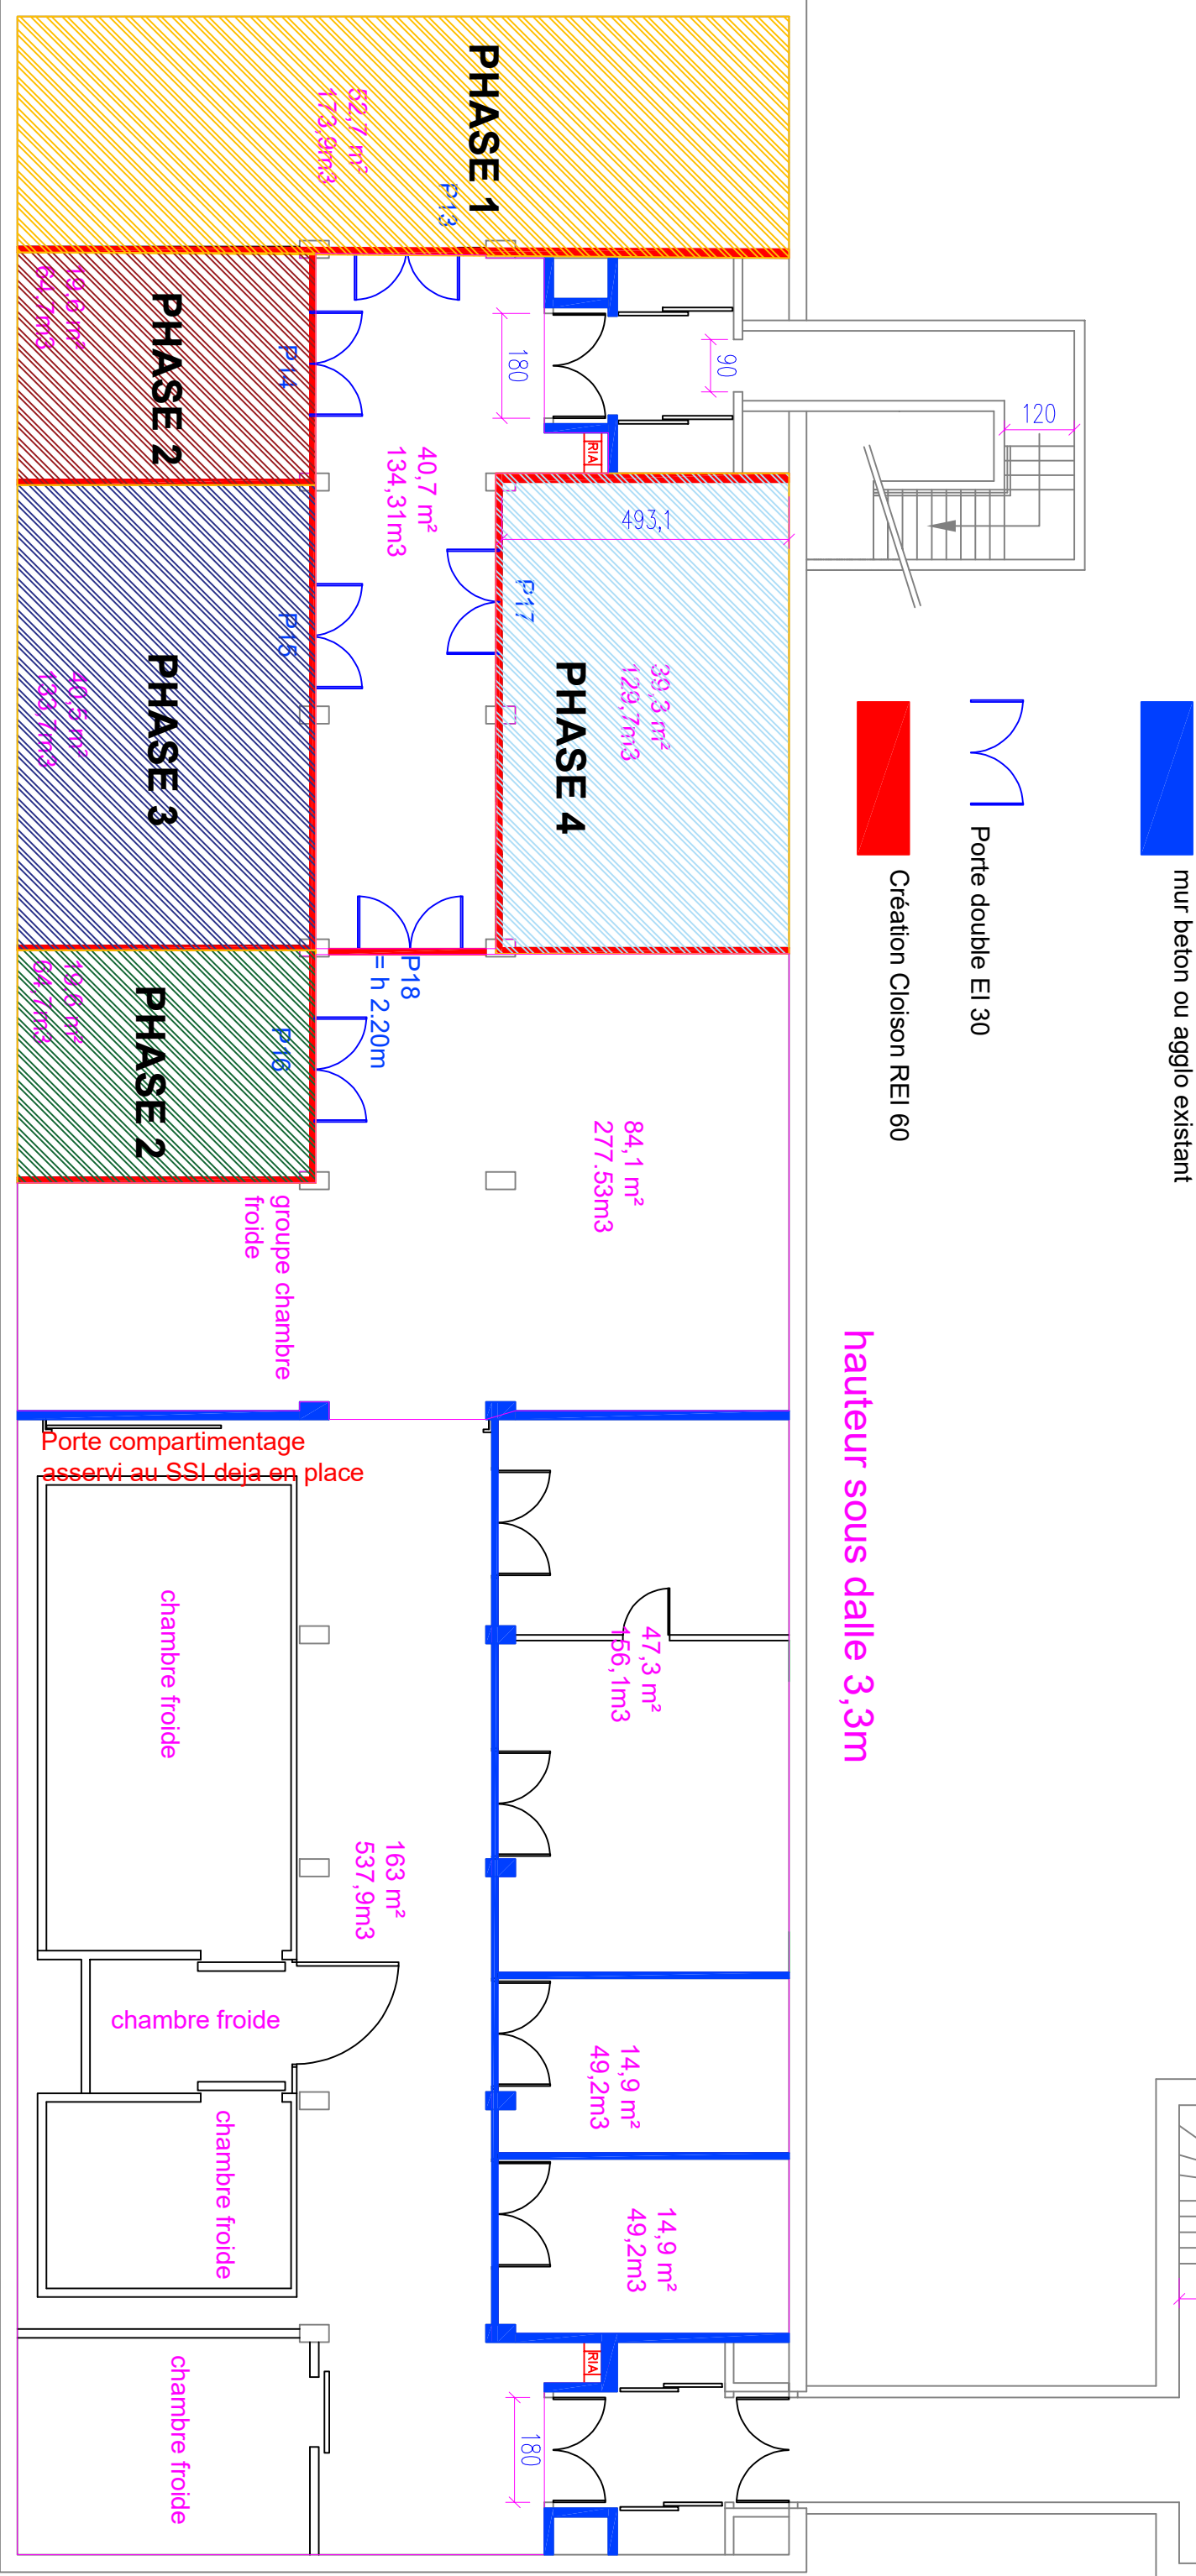 PHASE 1
52,7 m²
173,9m3
P13
PHASE 2
19,6 m²
64,7m3
P14
180
90
120
RIA
40,7 m²
134,31m3
493,1
P17
PHASE 4
39,3 m²
129,7m3
P15
PHASE 3
40,5 m²
133,7m3
mur beton ou agglo existant
Porte double EI 30
Création Cloison REI 60
P18
= h 2.20m
P16
PHASE 2
19,6 m²
64,7m3
84,1 m²
277.53m3
groupe chambre
froide
hauteur sous dalle 3,3m
Porte compartimentage
asservi au SSI deja en place
chambre froide
47,3 m²
156,1m3
163 m²
537,9m3
chambre froide
14,9 m²
49,2m3
chambre froide
14,9 m²
49,2m3
RIA
chambre froide
180